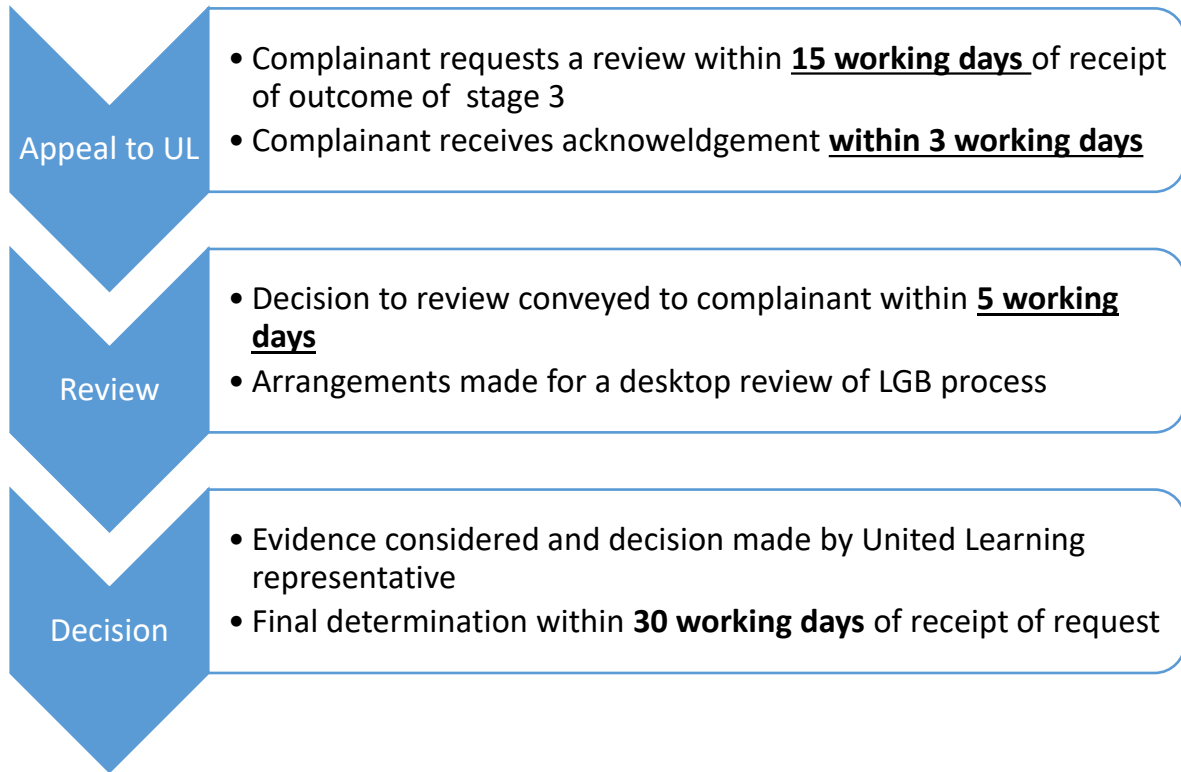 Appeal to UL
• Complainant requests a review within 15 working days of receipt
of outcome of stage 3
• Complainant receives acknoweldgement within 3 working days
Review
• Decision to review conveyed to complainant within 5 working
days
• Arrangements made for a desktop review of LGB process
Decision
• Evidence considered and decision made by United Learning
representative
• Final determination within 30 working days of receipt of request